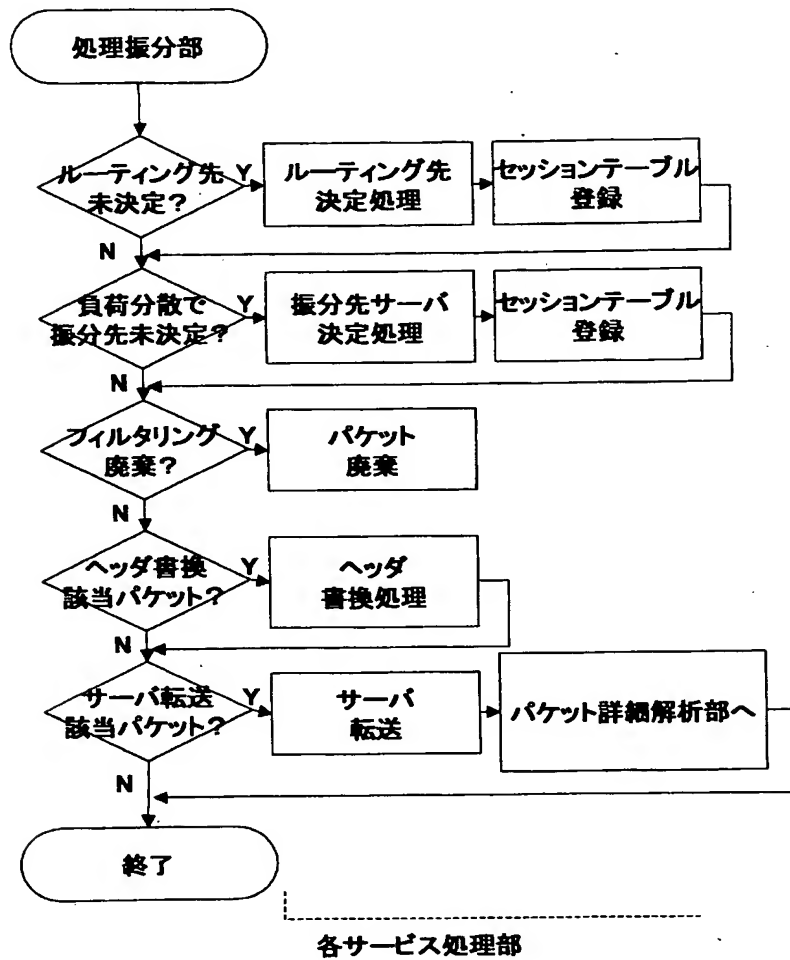 処理振分部
ルーティング先
未決定?
Y
ルーティング先
決定処理
セッションテーブル
登録
N
負荷分散で
振分先未決定?
Y
振分先サーバ
決定処理
セッションテーブル
登録
N
フィルタリング
廃棄?
Y
パケット
廃棄
N
ヘッダ書換
該当パケット?
Y
ヘッダ
書換処理
N
サーバ転送
該当パケット?
Y
サーバ
転送
パケット詳細解析部へ
N
終了
各サービス処理部